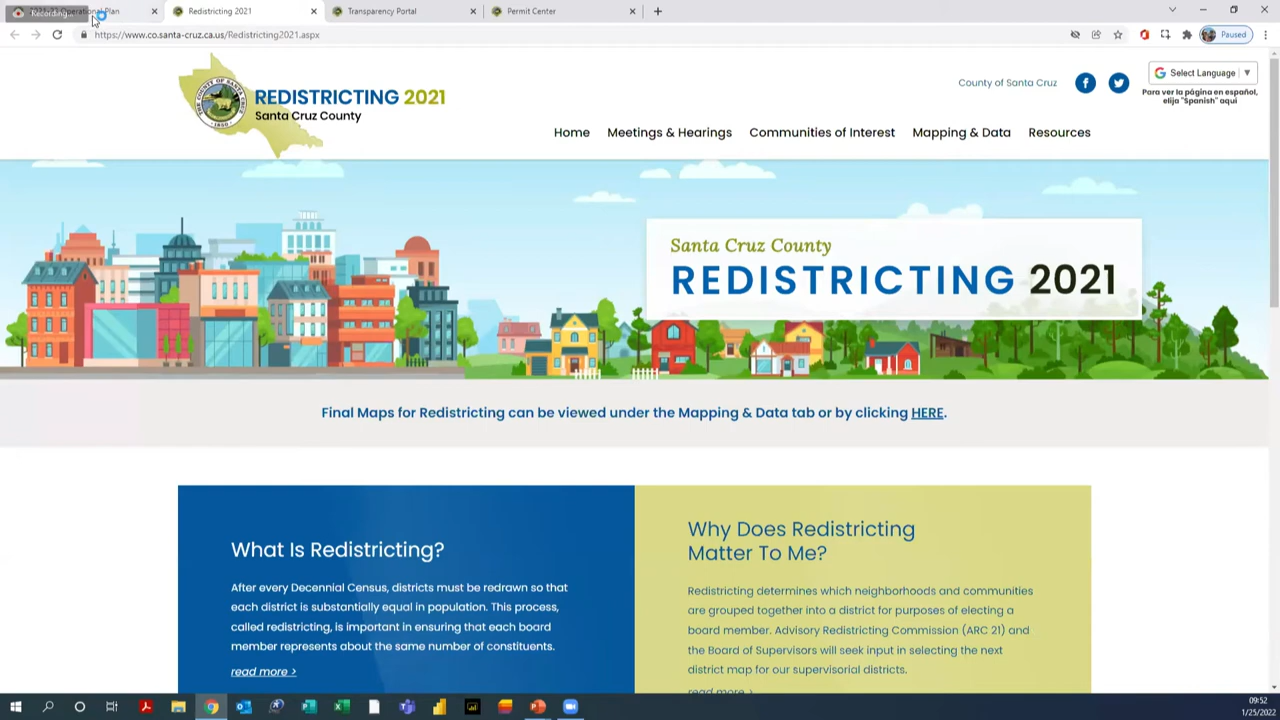 Recording...
Operational Plan
Redistricting 2021
Transparency Portal
Permit Center
https://www.co.santa-cruz.ca.us/Redistricting2021.aspx
Paused
REDISTRICTING 2021
Santa Cruz County
County of Santa Cruz
Select Language
Para ver la página en español,
elija "Spanish" aquí
Home
Meetings & Hearings
Communities of Interest
Mapping & Data
Resources
Santa Cruz County
REDISTRICTING 2021
Final Maps for Redistricting can be viewed under the Mapping & Data tab or by clicking HERE.
What Is Redistricting?
After every Decennial Census, districts must be redrawn so that
each district is substantially equal in population. This process,
called redistricting, is important in ensuring that each board
member represents about the same number of constituents.
read more >
Why Does Redistricting
Matter To Me?
Redistricting determines which neighborhoods and communities
are grouped together into a district for purposes of electing a
board member. Advisory Redistricting Commission (ARC 21) and
the Board of Supervisors will seek input in selecting the next
district map for our supervisorial districts.
read more >
09:52
1/25/2022